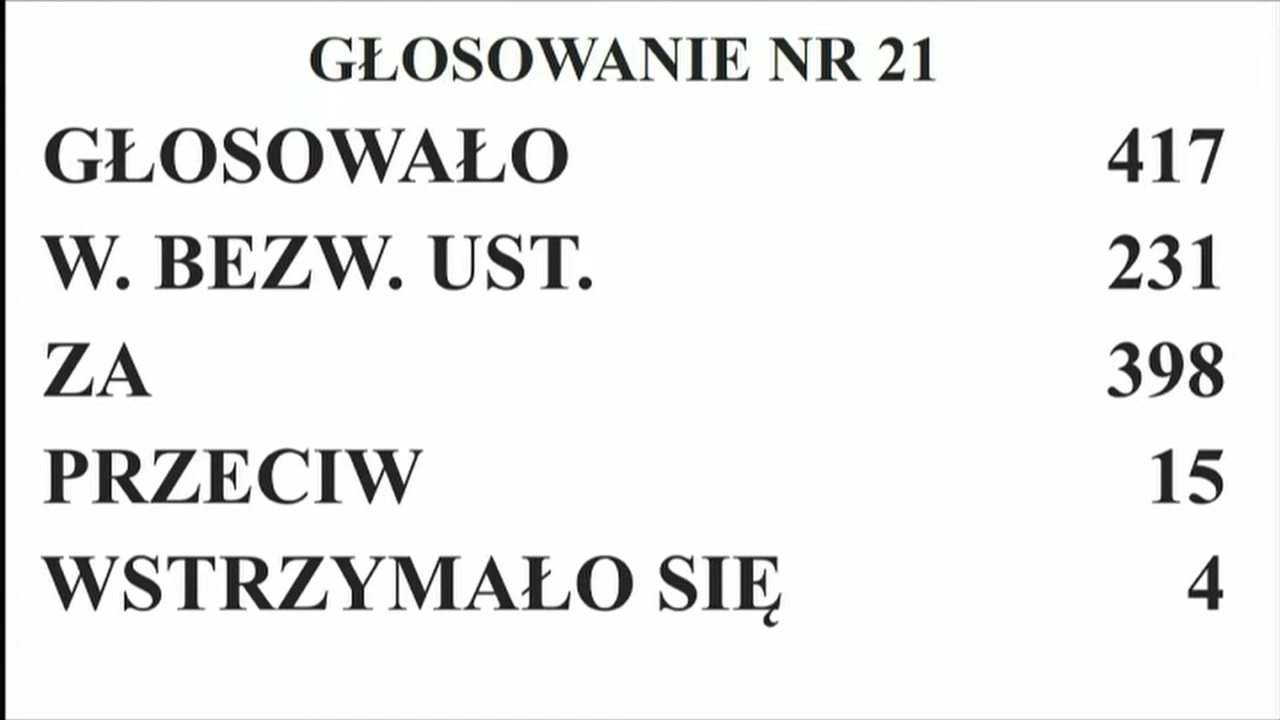 GŁOSOWANIE NR 21
GŁOSOWAŁO 417
W. BEZW. UST. 231
ZA 398
PRZECIW 15
WSTRZYMAŁO SIĘ 4